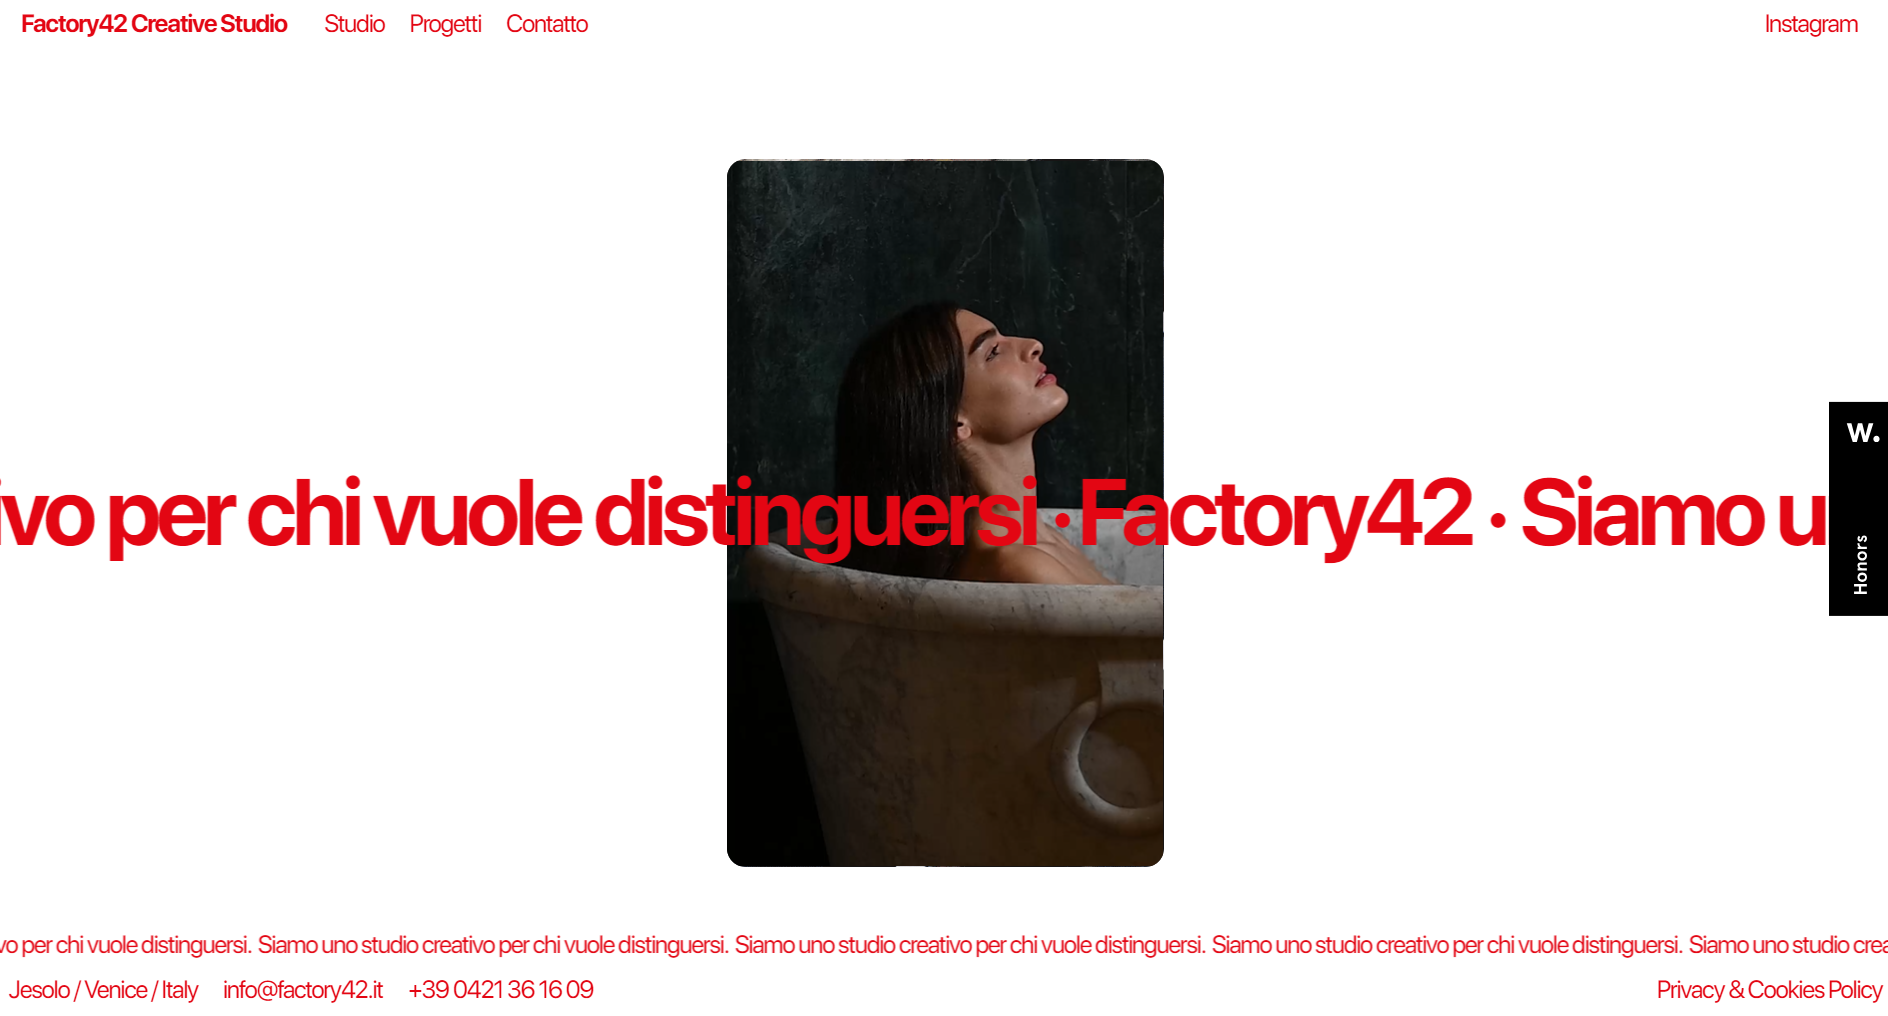 Factory42 Creative Studio Studio Progetti Contatto Instagram
W.
ivo per chi vuole distinguersi · Factory42 · Siamo u
Honors
vo per chi vuole distinguersi. Siamo uno studio creativo per chi vuole distinguersi. Siamo uno studio creativo per chi vuole distinguersi. Siamo uno studio creativo per chi vuole distinguersi. Siamo uno studio crea
Jesolo / Venice / Italy info@factory42.it +39 0421 36 16 09 Privacy & Cookies Policy